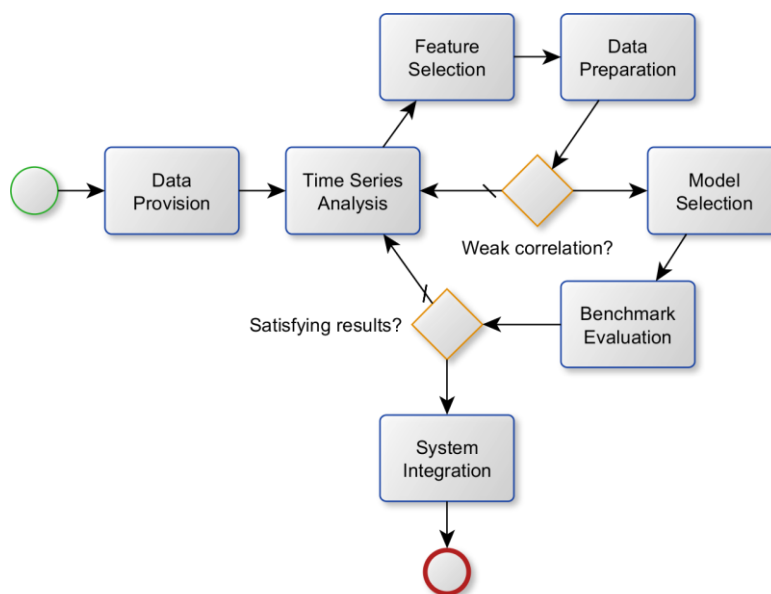 Feature
Selection
Data
Preparation
Data
Provision
Time Series
Analysis
Model
Selection
Weak correlation?
Satisfying results?
Benchmark
Evaluation
System
Integration